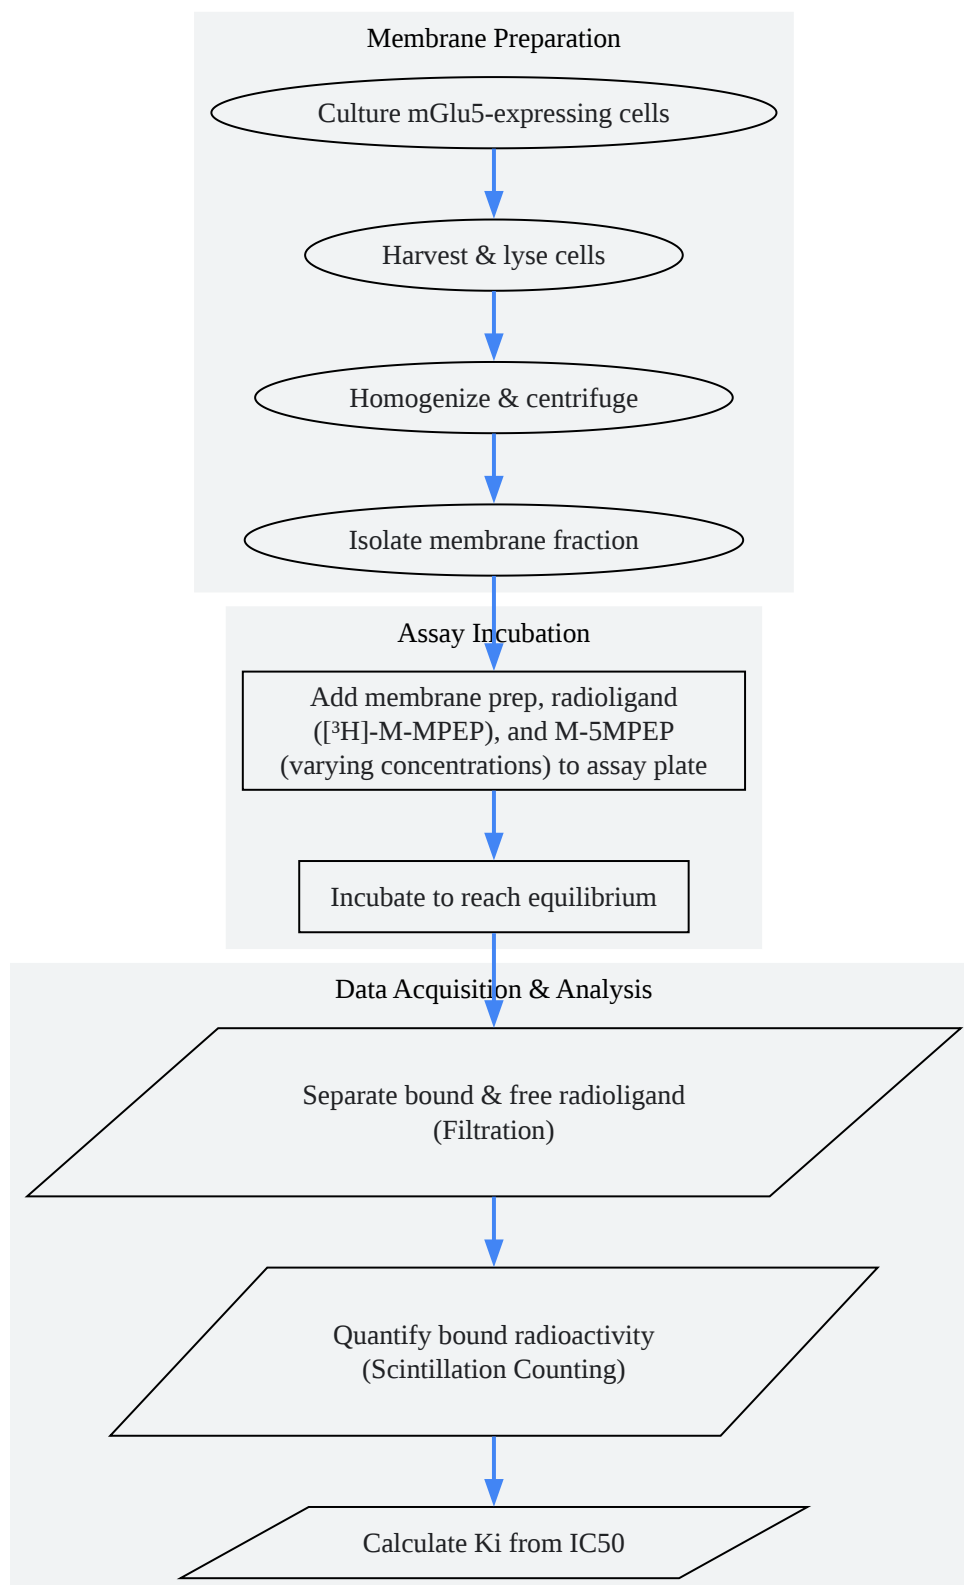 Membrane Preparation
Culture mGlu5-expressing cells
Harvest & lyse cells
Homogenize & centrifuge
Isolate membrane fraction
Assay Incubation
Add membrane prep, radioligand
([³H]-M-MPEP), and M-5MPEP
(varying concentrations) to assay plate
Incubate to reach equilibrium
Data Acquisition & Analysis
Separate bound & free radioligand
(Filtration)
Quantify bound radioactivity
(Scintillation Counting)
Calculate Ki from IC50